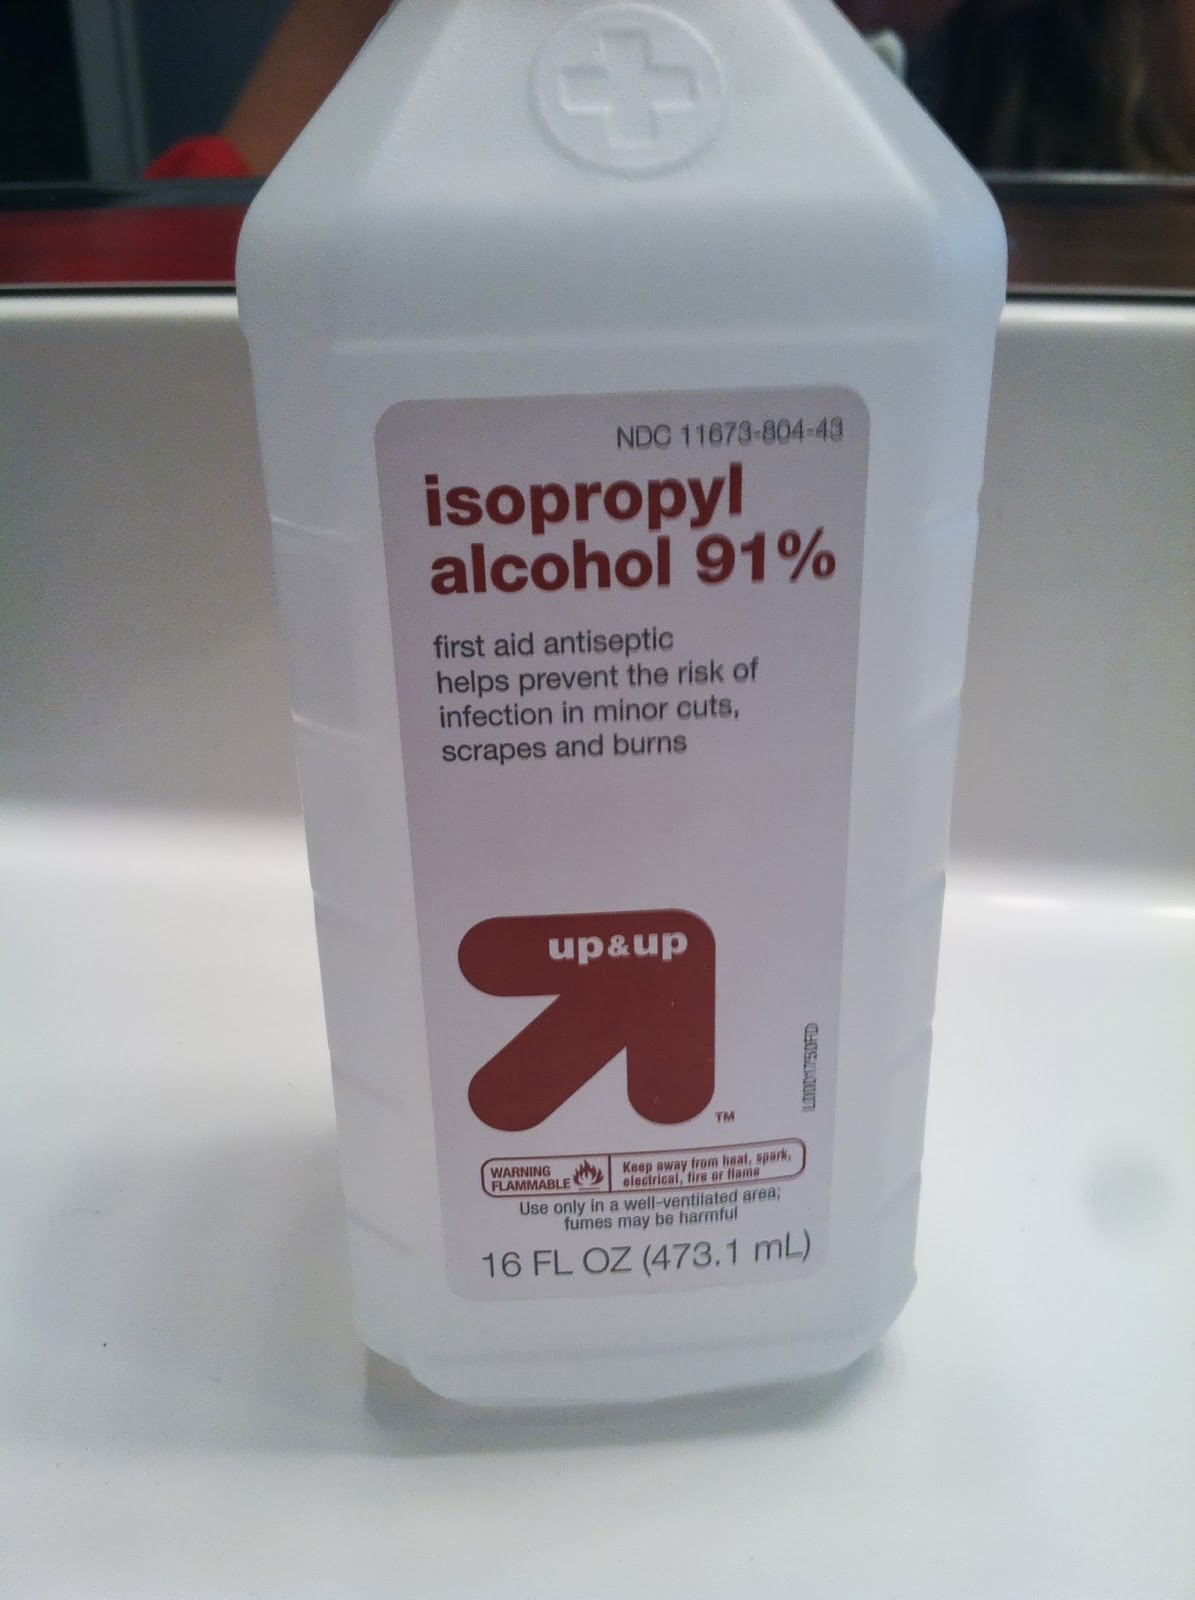 NDC 11673-804-43
isopropyl
alcohol 91%
first aid antiseptic
helps prevent the risk of
infection in minor cuts,
scrapes and burns
up&up
TM
WARNING
FLAMMABLE
Keep away from heat, spark,
electrical, fire or flame
Use only in a well-ventilated area;
fumes may be harmful
16 FL OZ (473.1 mL)